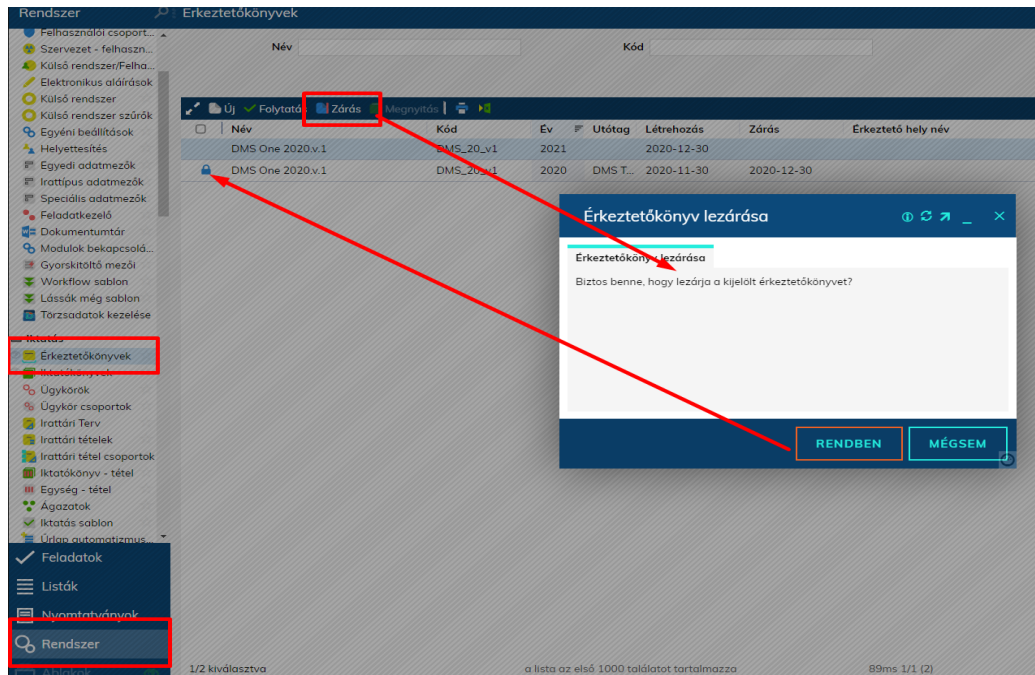 Rendszer
Érkeztetőkönyvek
Felhasználói csoport...
Szervezet - felhaszn...
Külső rendszer/Felha...
Elektronikus aláírások
Külső rendszer
Külső rendszer szűrők
Egyéni beállítások
Helyettesítés
Egyedi adatmezők
Irattípus adatmezők
Speciális adatmezők
Feladatkezelő
Dokumentumtár
Modulok bekapcsolá...
Gyorskitöltő mezői
Workflow sablon
Lássák még sablon
Törzsadatok kezelése
Iktatás
Érkeztetőkönyvek
Iktatókönyvek
Ügykörök
Ügykör csoportok
Irattári Terv
Irattári tételek
Irattári tétel csoportok
Iktatókönyv - tétel
Egység - tétel
Ágazatok
Iktatás sablon
Űrlap automatizmus...
Feladatok
Listák
Nyomtatványok
Rendszer
Ablakok
Név Kód
Új Folytatás Zárás Megnyitás
Név Kód Év Utótag Létrehozás Zárás Érkeztető hely név
DMS One 2020.v.1 DMS_20_v1 2021 2020-12-30
DMS One 2020.v.1 DMS_20_v1 2020 DMS T... 2020-11-30 2020-12-30
Érkeztetőkönyv lezárása
Érkeztetőkönyv lezárása
Biztos benne, hogy lezárja a kijelölt érkeztetőkönyvet?
RENDBEN MÉGSEM
1/2 kiválasztva a lista az első 1000 találatot tartalmazza 89ms 1/1 (2)